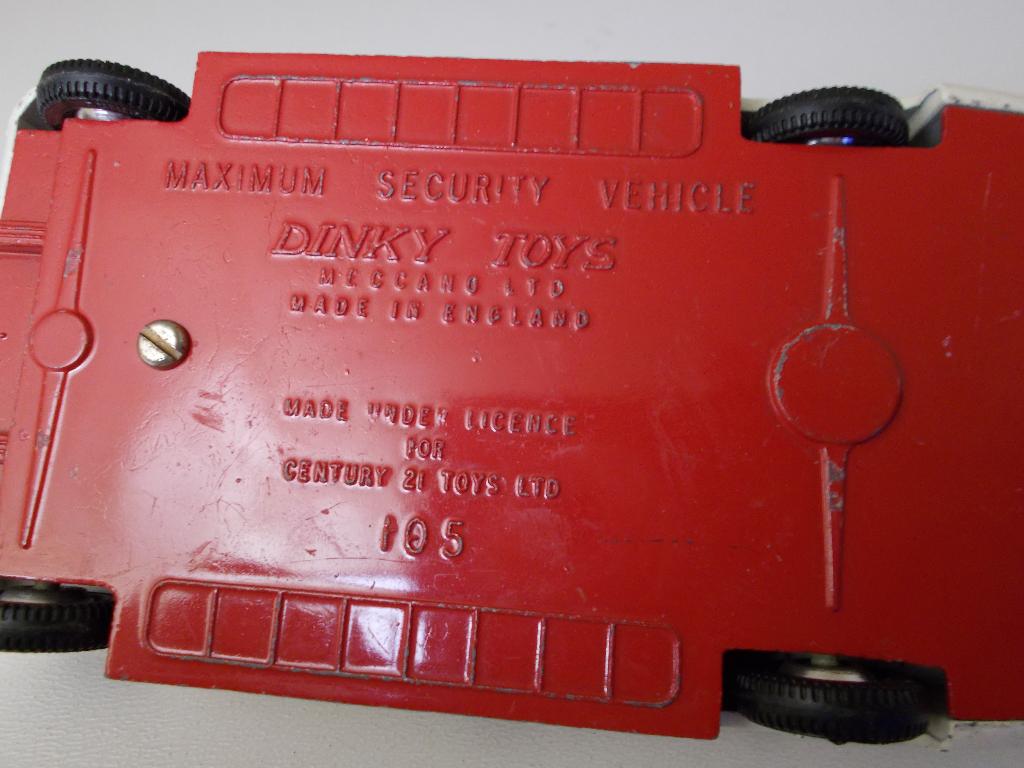 MAXIMUM SECURITY VEHICLE
DINKY TOYS
MECCANO LTD
MADE IN ENGLAND
MADE UNDER LICENCE
FOR
CENTURY 21 TOYS LTD
105